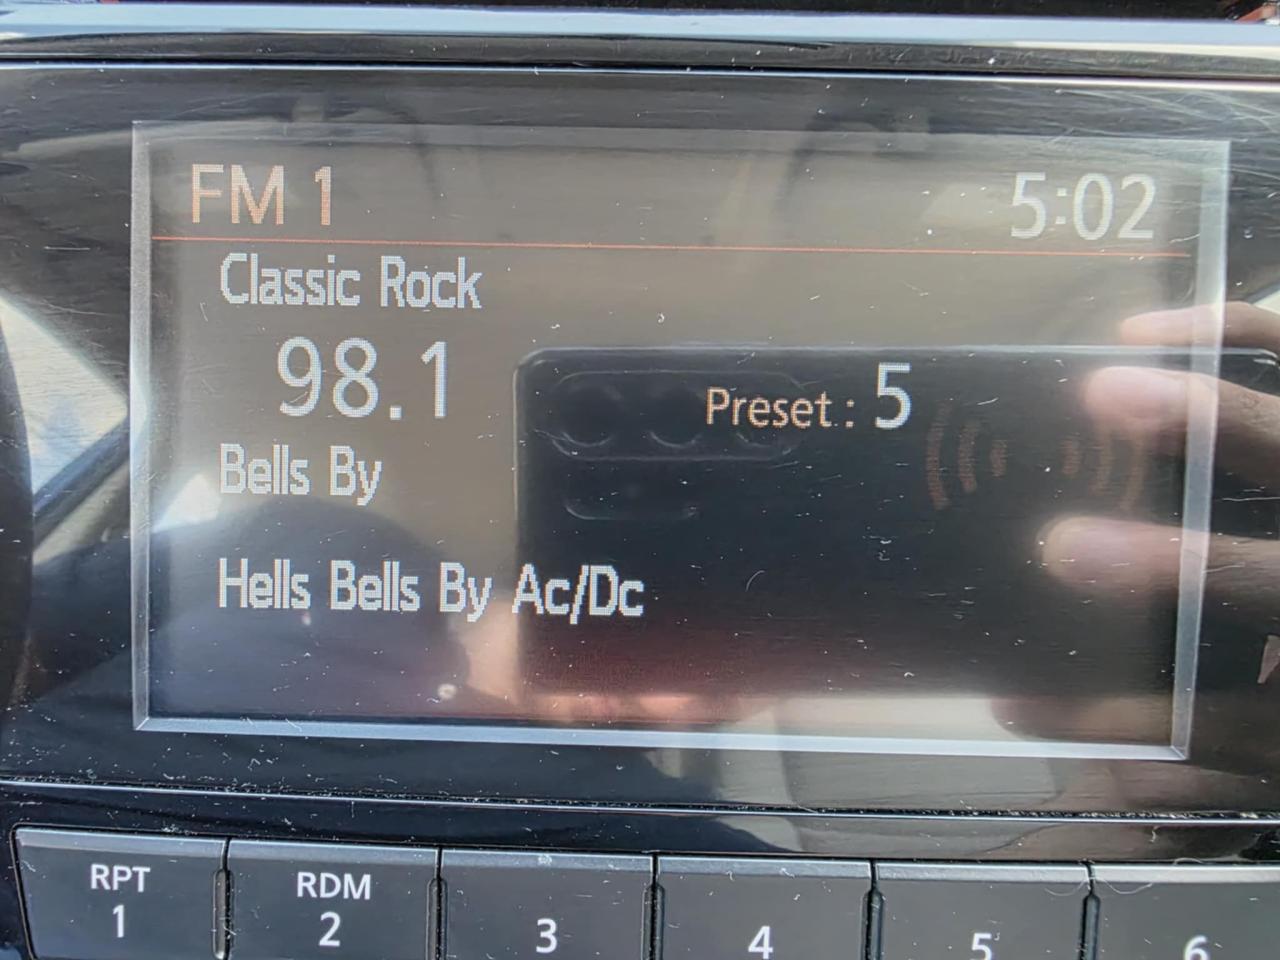 FM 1 5:02
Classic Rock
98.1 Preset : 5
Bells By
Hells Bells By Ac/Dc
RPT RDM
1 2 3 4 5 6